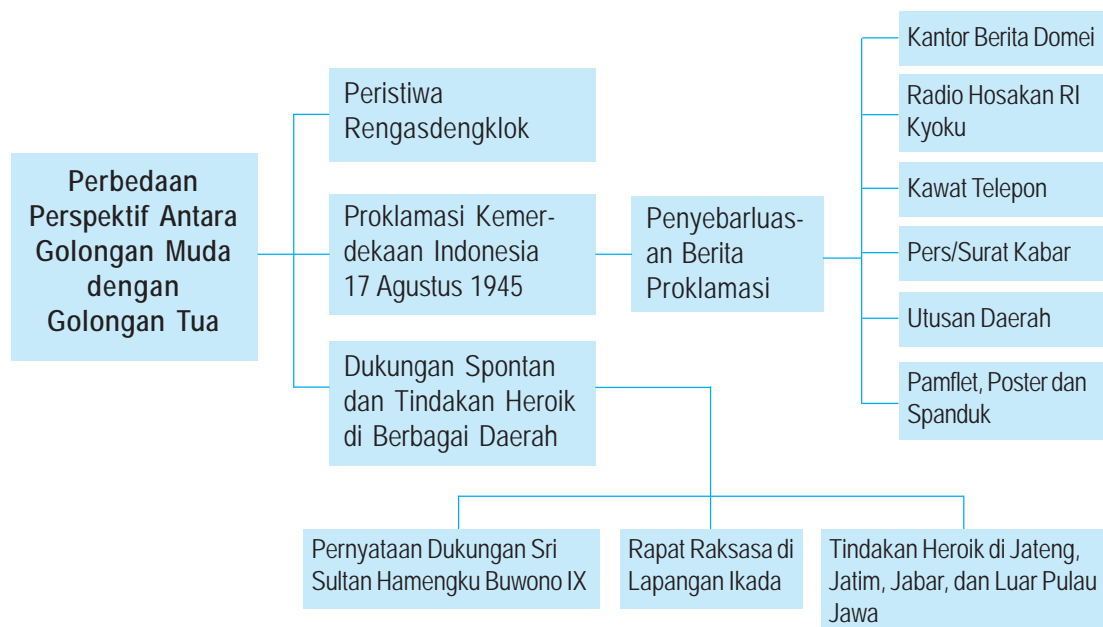 Perbedaan
Perspektif Antara
Golongan Muda
dengan
Golongan Tua
Peristiwa
Rengasdengklok
Proklamasi Kemer-
dekaan Indonesia
17 Agustus 1945
Dukungan Spontan
dan Tindakan Heroik
di Berbagai Daerah
Penyebarluas-
an Berita
Proklamasi
Kantor Berita Domei
Radio Hosakan RI
Kyoku
Kawat Telepon
Pers/Surat Kabar
Utusan Daerah
Pamflet, Poster dan
Spanduk
Pernyataan Dukungan Sri
Sultan Hamengku Buwono IX
Rapat Raksasa di
Lapangan Ikada
Tindakan Heroik di Jateng,
Jatim, Jabar, dan Luar Pulau
Jawa